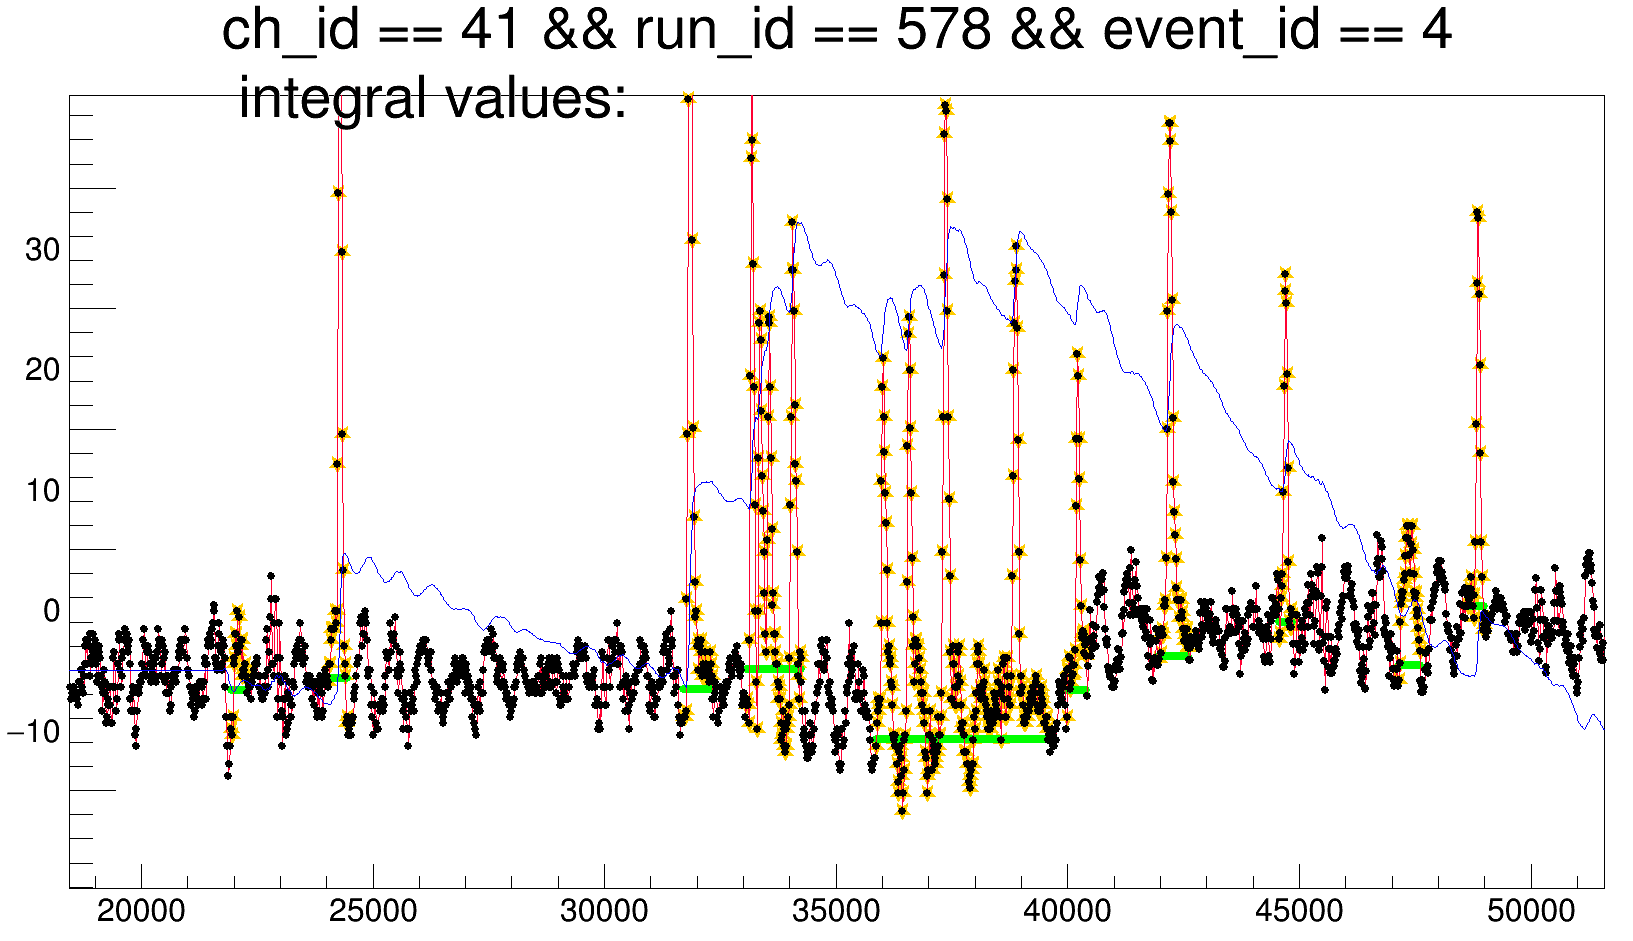 ch_id == 41 && run_id == 578 && event_id == 4
integral values:
30
20
10
0
−10
20000 25000 30000 35000 40000 45000 50000